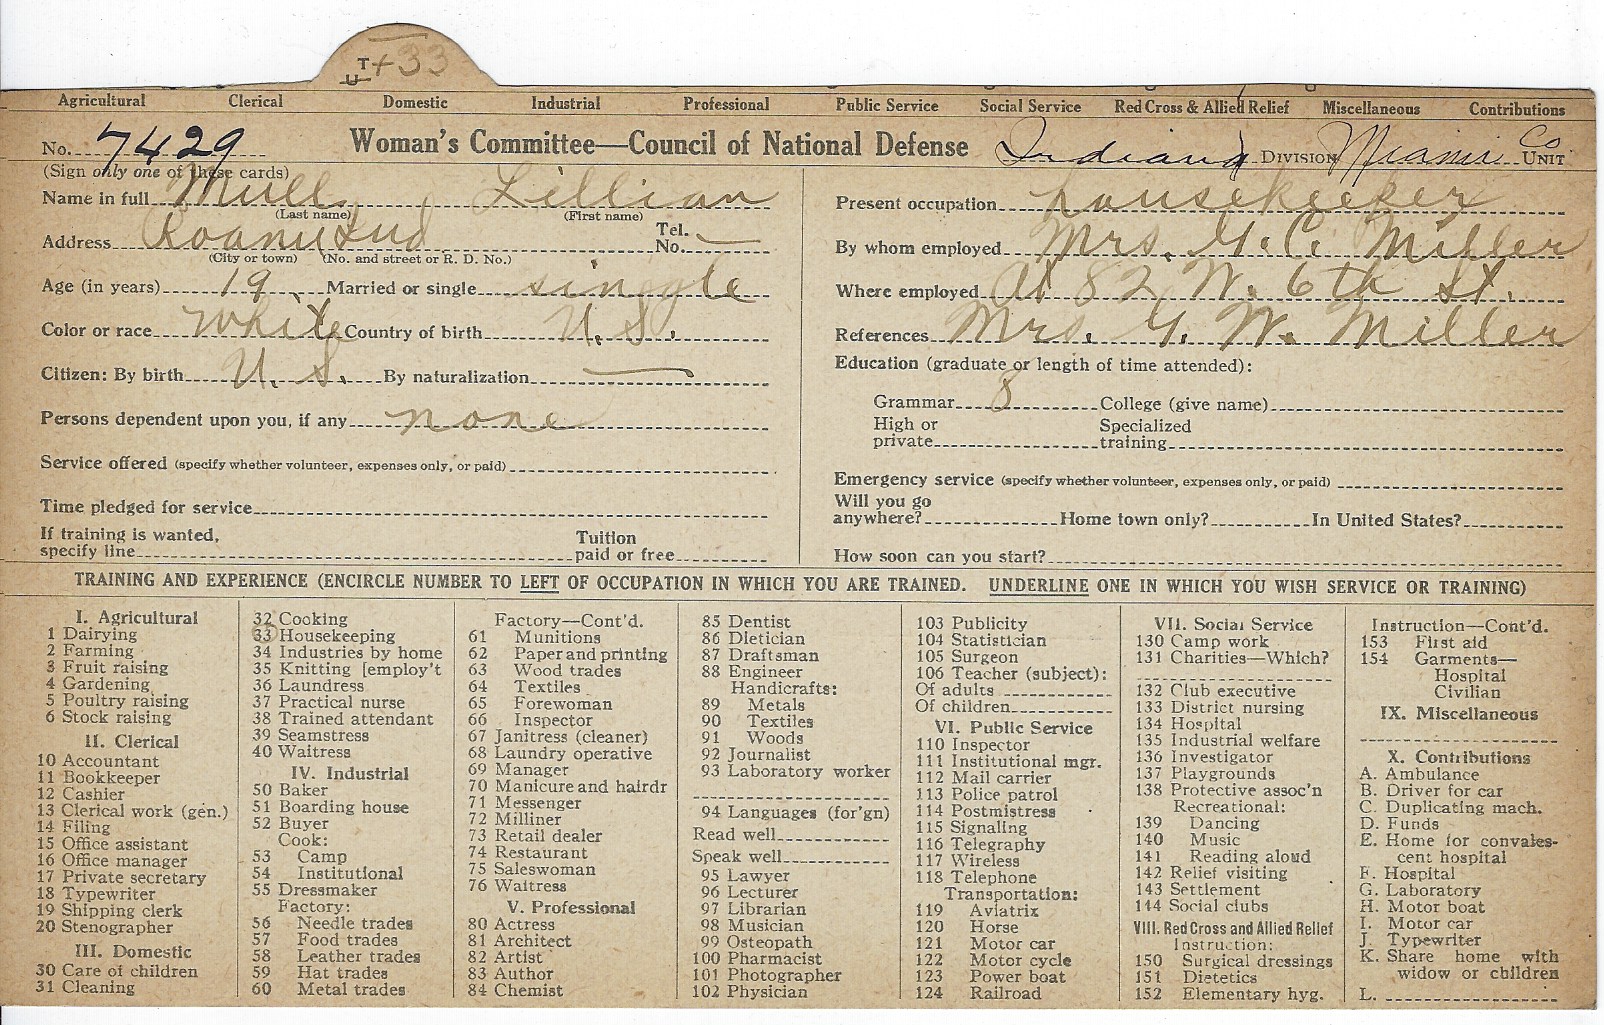 T + 33
U
Agricultural Clerical Domestic Industrial Professional Public Service Social Service Red Cross & Allied Relief Miscellaneous Contributions
No. 7429 Woman's Committee—Council of National Defense Indiana DIVISION Miami Co UNIT
(Sign only one of these cards)
Name in full Mull Lillian
(Last name) (First name)
Address Roann Ind Tel. No. —
(City or town) (No. and street or R. D. No.)
Age (in years) 19 Married or single single
Color or race White Country of birth U. S.
Citizen: By birth U. S. By naturalization —
Persons dependent upon you, if any none
Service offered (specify whether volunteer, expenses only, or paid)
Time pledged for service
If training is wanted, specify line Tuition paid or free
Present occupation housekeeker
By whom employed Mrs. G. C. Miller
Where employed At 82 W. 6th St.
References Mrs. G. W. Miller
Education (graduate or length of time attended):
Grammar 8 College (give name)
High or private Specialized training
Emergency service (specify whether volunteer, expenses only, or paid)
Will you go anywhere? Home town only? In United States?
How soon can you start?
TRAINING AND EXPERIENCE (ENCIRCLE NUMBER TO LEFT OF OCCUPATION IN WHICH YOU ARE TRAINED. UNDERLINE ONE IN WHICH YOU WISH SERVICE OR TRAINING)
I. Agricultural
1 Dairying
2 Farming
3 Fruit raising
4 Gardening
5 Poultry raising
6 Stock raising
II. Clerical
10 Accountant
11 Bookkeeper
12 Cashier
13 Clerical work (gen.)
14 Filing
15 Office assistant
16 Office manager
17 Private secretary
18 Typewriter
19 Shipping clerk
20 Stenographer
III. Domestic
30 Care of children
31 Cleaning
32 Cooking
33 Housekeeping
34 Industries by home
35 Knitting [employ't
36 Laundress
37 Practical nurse
38 Trained attendant
39 Seamstress
40 Waitress
IV. Industrial
50 Baker
51 Boarding house
52 Buyer
Cook:
53 Camp
54 Institutional
55 Dressmaker
Factory:
56 Needle trades
57 Food trades
58 Leather trades
59 Hat trades
60 Metal trades
Factory—Cont'd.
61 Munitions
62 Paper and printing
63 Wood trades
64 Textiles
65 Forewoman
66 Inspector
67 Janitress (cleaner)
68 Laundry operative
69 Manager
70 Manicure and hairdr
71 Messenger
72 Milliner
73 Retail dealer
74 Restaurant
75 Saleswoman
76 Waitress
V. Professional
80 Actress
81 Architect
82 Artist
83 Author
84 Chemist
85 Dentist
86 Dietician
87 Draftsman
88 Engineer
Handicrafts:
89 Metals
90 Textiles
91 Woods
92 Journalist
93 Laboratory worker
94 Languages (for'gn)
Read well
Speak well
95 Lawyer
96 Lecturer
97 Librarian
98 Musician
99 Osteopath
100 Pharmacist
101 Photographer
102 Physician
103 Publicity
104 Statistician
105 Surgeon
106 Teacher (subject):
Of adults
Of children
VI. Public Service
110 Inspector
111 Institutional mgr.
112 Mail carrier
113 Police patrol
114 Postmistress
115 Signaling
116 Telegraphy
117 Wireless
118 Telephone
Transportation:
119 Aviatrix
120 Horse
121 Motor car
122 Motor cycle
123 Power boat
124 Railroad
VII. Social Service
130 Camp work
131 Charities—Which?
132 Club executive
133 District nursing
134 Hospital
135 Industrial welfare
136 Investigator
137 Playgrounds
138 Protective assoc'n
Recreational:
139 Dancing
140 Music
141 Reading aloud
142 Relief visiting
143 Settlement
144 Social clubs
VIII. Red Cross and Allied Relief
Instruction:
150 Surgical dressings
151 Dietetics
152 Elementary hyg.
Instruction—Cont'd.
153 First aid
154 Garments—
Hospital
Civilian
IX. Miscellaneous
X. Contributions
A. Ambulance
B. Driver for car
C. Duplicating mach.
D. Funds
E. Home for convales-
cent hospital
F. Hospital
G. Laboratory
H. Motor boat
I. Motor car
J. Typewriter
K. Share home with
widow or children
L.